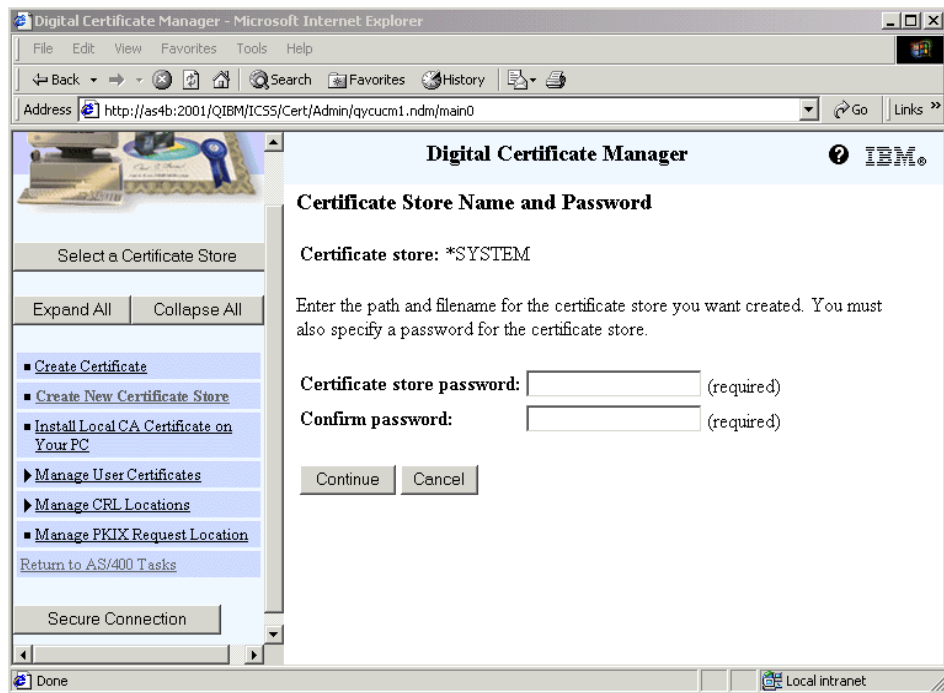 Digital Certificate Manager - Microsoft Internet Explorer
File Edit View Favorites Tools Help
Back Search Favorites History
Address http://as4b:2001/QIBM/ICSS/Cert/Admin/qycucm1.ndm/main0 Go Links »
Select a Certificate Store
Expand All Collapse All
Create Certificate
Create New Certificate Store
Install Local CA Certificate on
Your PC
Manage User Certificates
Manage CRL Locations
Manage PKIX Request Location
Return to AS/400 Tasks
Secure Connection
Digital Certificate Manager ? IBM®
Certificate Store Name and Password
Certificate store: *SYSTEM
Enter the path and filename for the certificate store you want created. You must
also specify a password for the certificate store.
Certificate store password: (required)
Confirm password: (required)
Continue Cancel
Done Local intranet